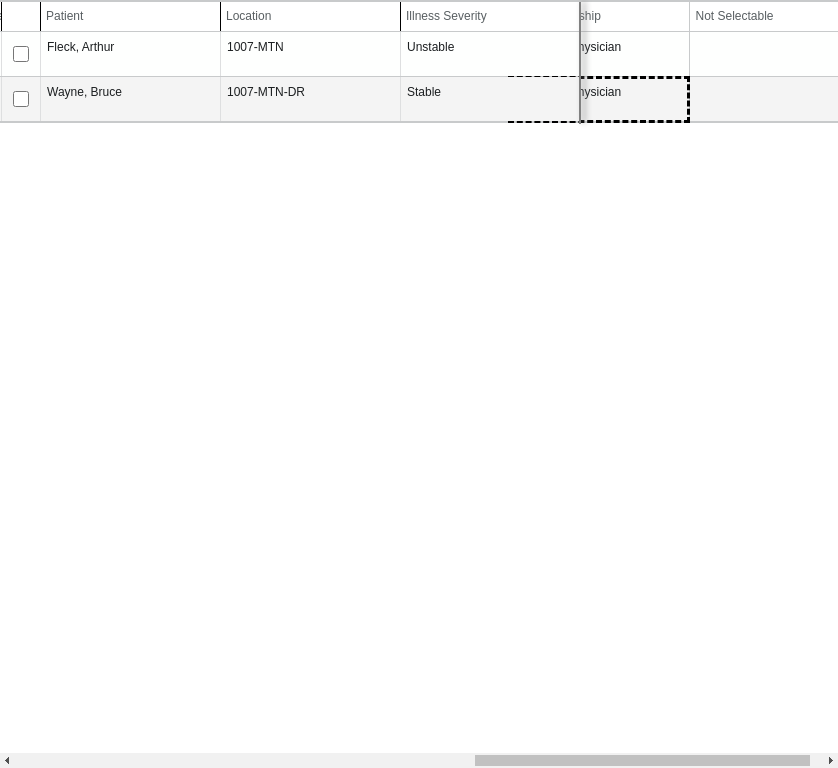 Patient Location Illness Severity ship Not Selectable
Fleck, Arthur 1007-MTN Unstable hysician
Wayne, Bruce 1007-MTN-DR Stable hysician